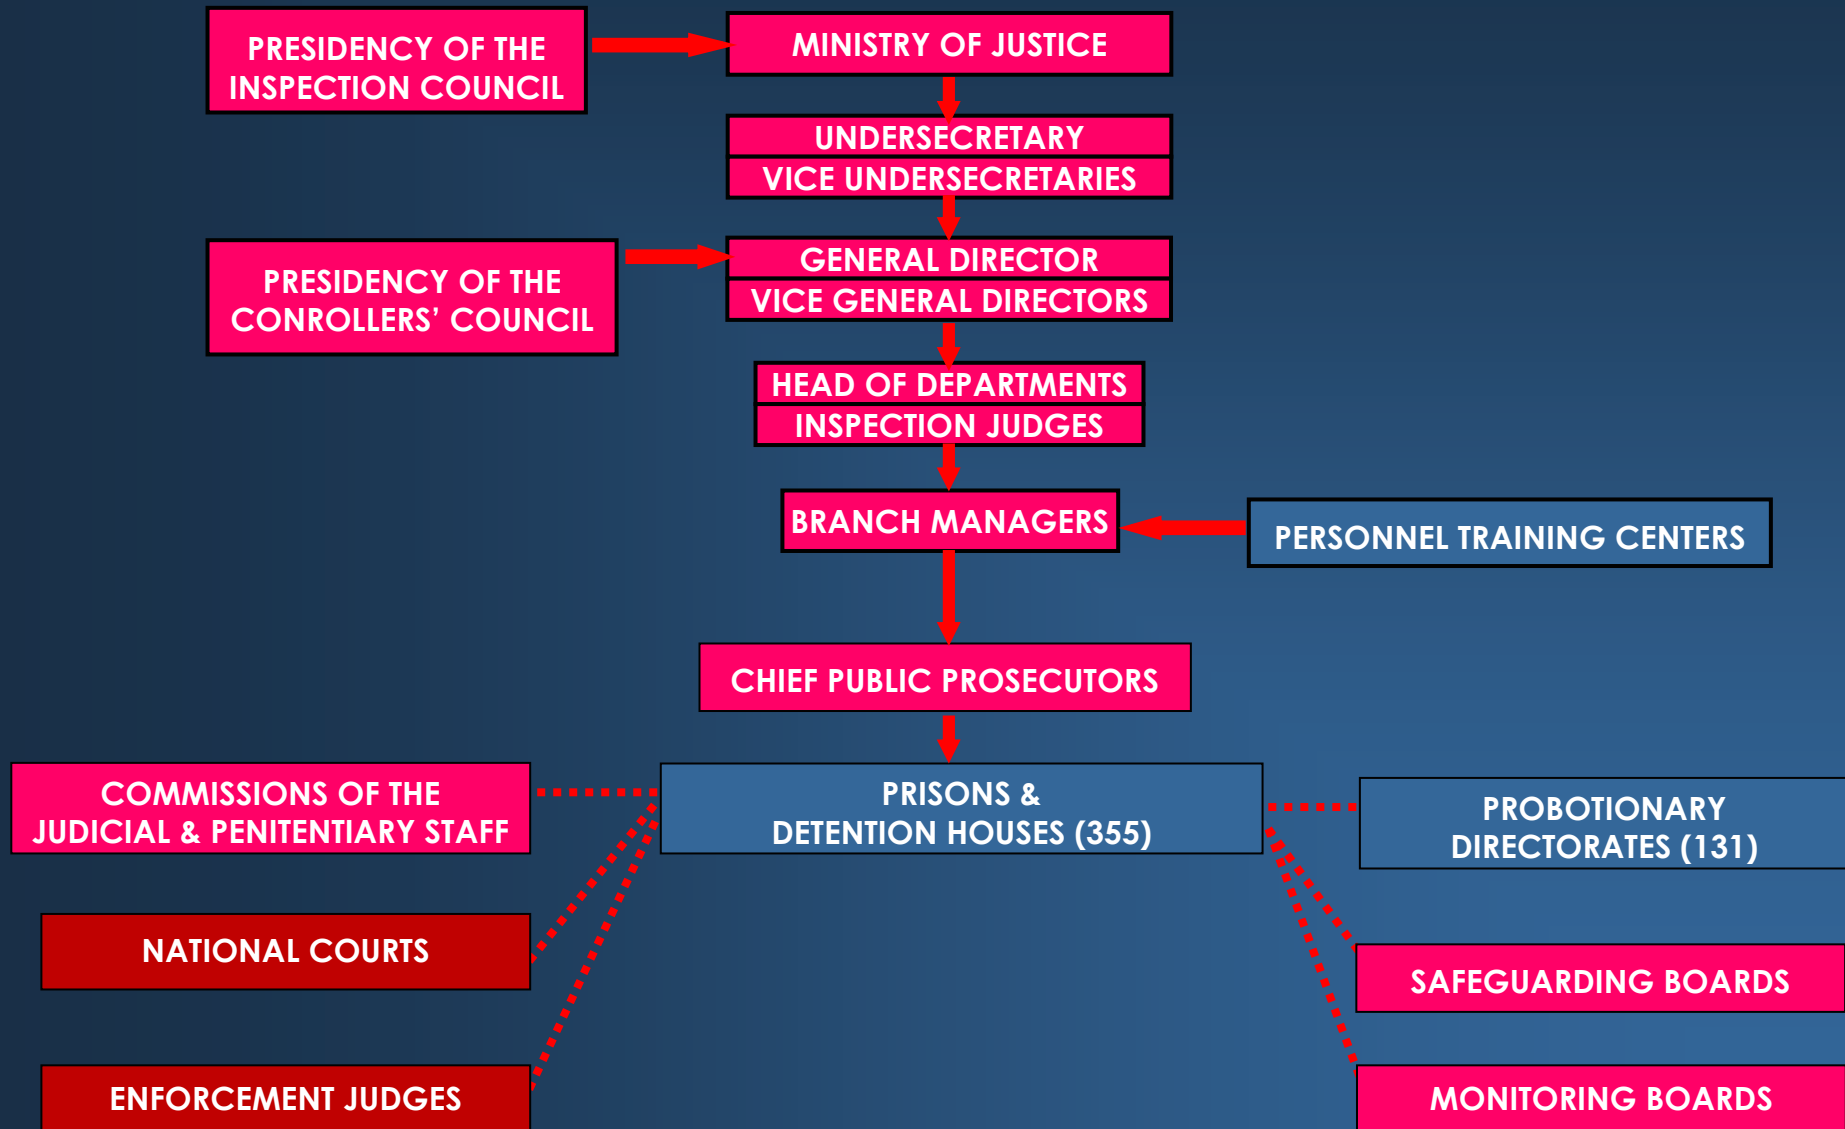 PRESIDENCY OF THE
INSPECTION COUNCIL
MINISTRY OF JUSTICE
UNDERSECRETARY
VICE UNDERSECRETARIES
PRESIDENCY OF THE
CONROLLERS’ COUNCIL
GENERAL DIRECTOR
VICE GENERAL DIRECTORS
HEAD OF DEPARTMENTS
INSPECTION JUDGES
BRANCH MANAGERS
PERSONNEL TRAINING CENTERS
CHIEF PUBLIC PROSECUTORS
COMMISSIONS OF THE
JUDICIAL & PENITENTIARY STAFF
PRISONS &
DETENTION HOUSES (355)
PROBOTIONARY
DIRECTORATES (131)
NATIONAL COURTS
SAFEGUARDING BOARDS
ENFORCEMENT JUDGES
MONITORING BOARDS